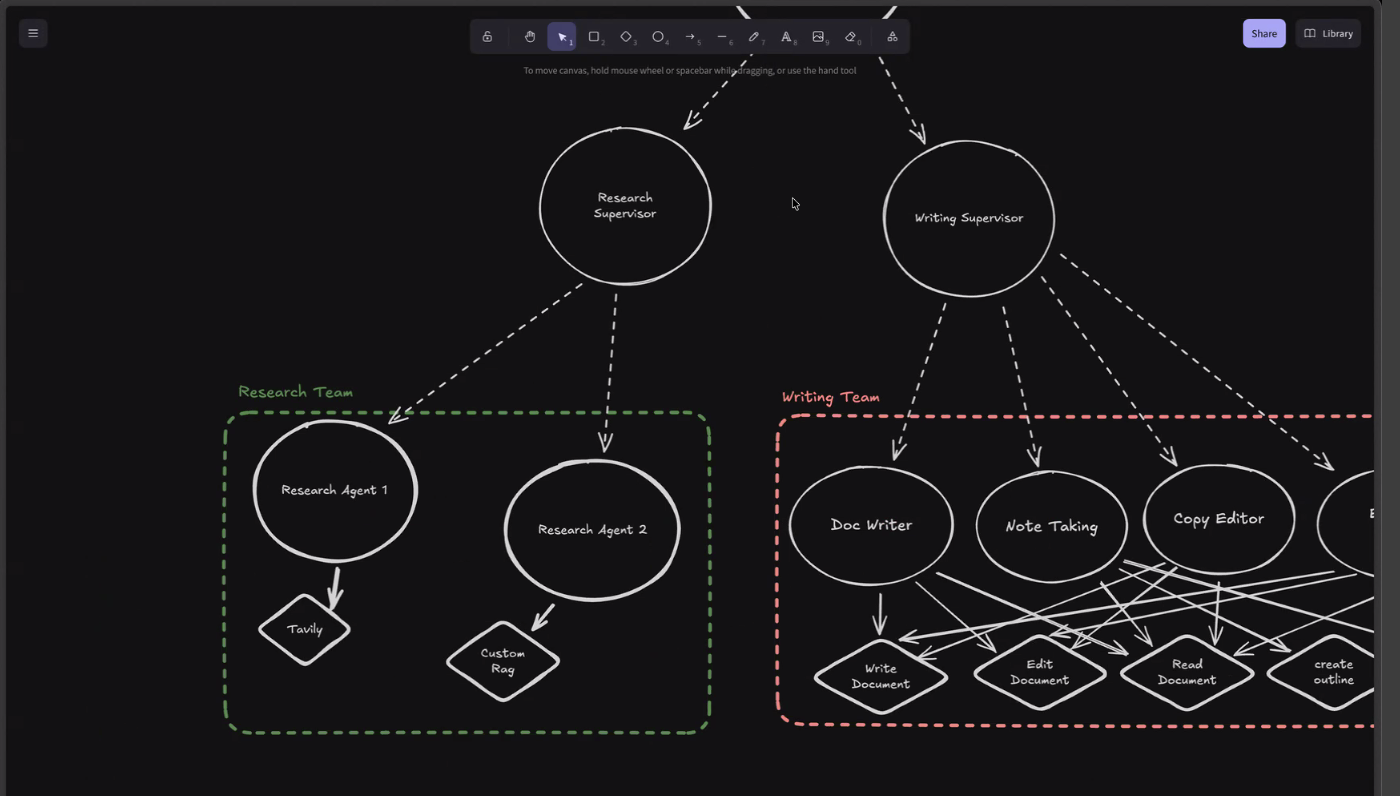 1
2
3
4
5
6
7
8
9
0
Share
Library
To move canvas, hold mouse wheel or spacebar while dragging, or use the hand tool
Research
Supervisor
Writing Supervisor
Research Team
Writing Team
Research Agent 1
Research Agent 2
Doc Writer
Note Taking
Copy Editor
Tavily
Custom
Rag
Write
Document
Edit
Document
Read
Document
create
outline